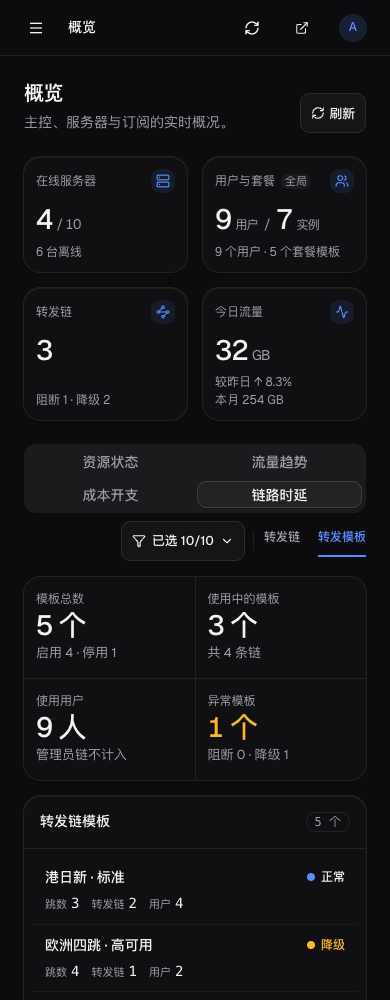 概览
A
概览
主控、服务器与订阅的实时概况。
刷新
在线服务器
4 / 10
6 台离线
用户与套餐 全局
9 用户 / 7 实例
9 个用户 · 5 个套餐模板
转发链
3
阻断 1 · 降级 2
今日流量
32 GB
较昨日 ↑ 8.3%
本月 254 GB
资源状态
流量趋势
成本开支
链路时延
已选 10/10
转发链
转发模板
模板总数
5 个
启用 4 · 停用 1
使用中的模板
3 个
共 4 条链
使用用户
9 人
管理员链不计入
异常模板
1 个
阻断 0 · 降级 1
转发链模板
5 个
港日新 · 标准
正常
跳数 3 转发链 2 用户 4
欧洲四跳 · 高可用
降级
跳数 4 转发链 1 用户 2